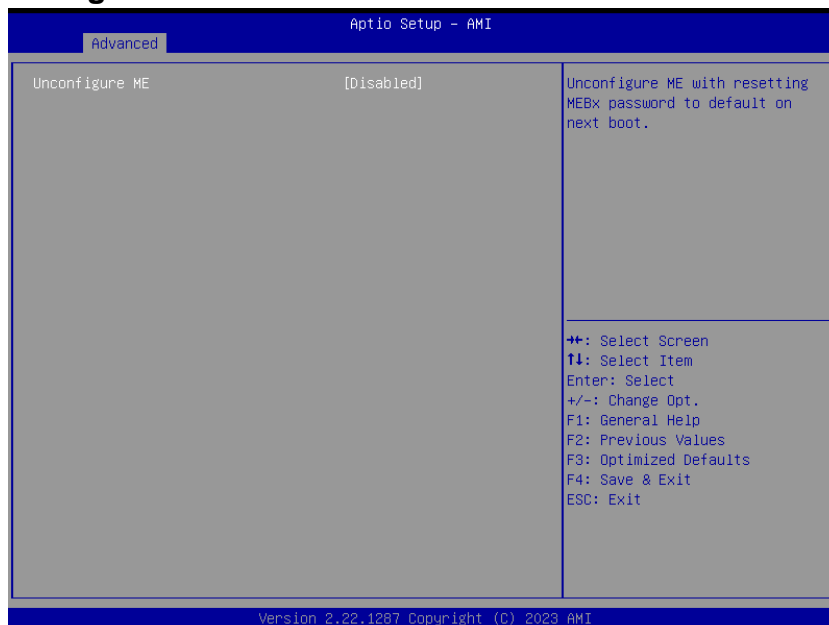 Aptio Setup – AMI
Advanced
Unconfigure ME [Disabled]
Unconfigure ME with resetting
MEBx password to default on
next boot.
→←: Select Screen
↑↓: Select Item
Enter: Select
+/-: Change Opt.
F1: General Help
F2: Previous Values
F3: Optimized Defaults
F4: Save & Exit
ESC: Exit
Version 2.22.1287 Copyright (C) 2023 AMI